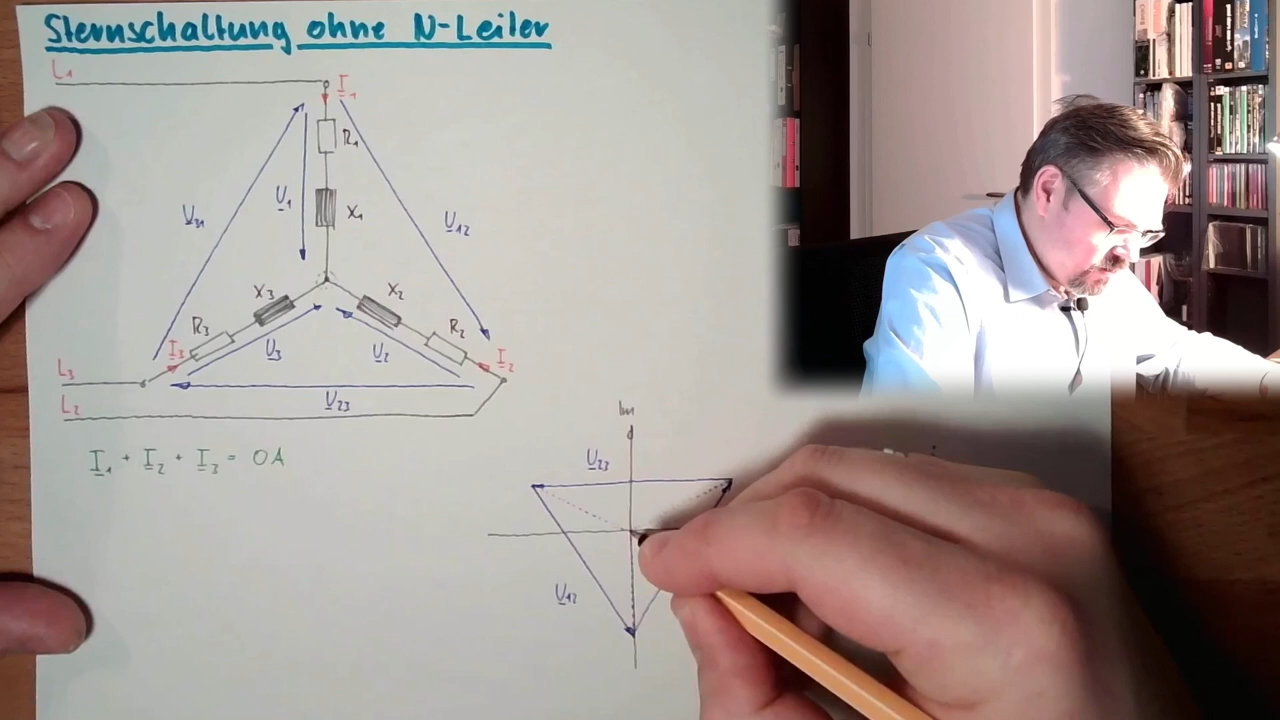 Sternschaltung ohne N-Leiter
L1
I1
R1
U1
U31
X1
U12
X3
X2
R3
R2
I3
U3
U2
I2
L3
L2
U23
I1 + I2 + I3 = 0A
Im
U23
U12